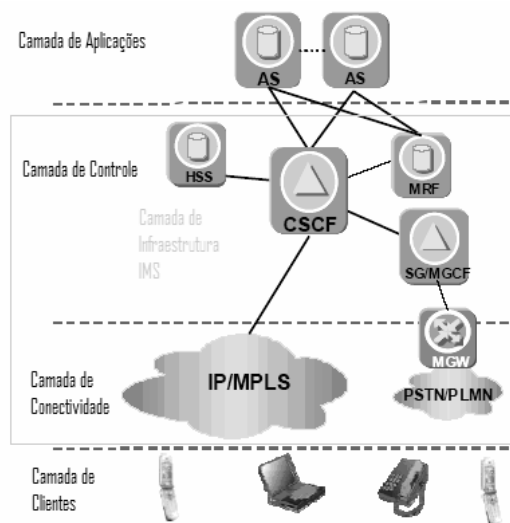 Camada de Aplicações
AS
AS
Camada de Controle
HSS
MRF
CSCF
Camada de
Infraestrutura
IMS
SG/MGCF
MGW
IP/MPLS
Camada de
Conectividade
PSTN/PLMN
Camada de
Clientes